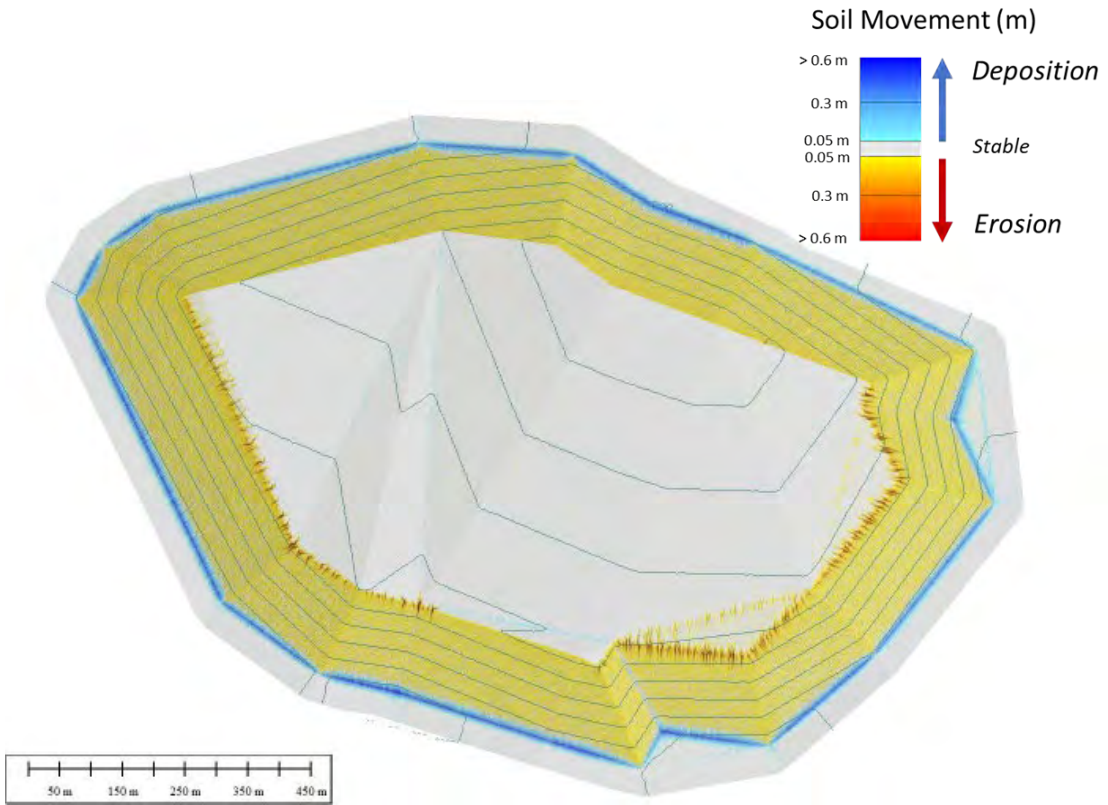 Soil Movement (m)
> 0.6 m
Deposition
0.3 m
0.05 m
Stable
0.05 m
0.3 m
Erosion
> 0.6 m
50 m 150 m 250 m 350 m 450 m